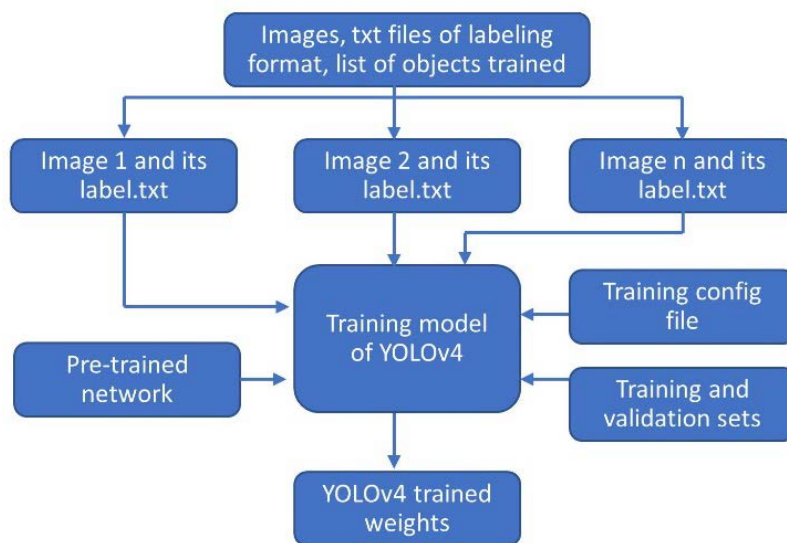 Images, txt files of labeling
format, list of objects trained
Image 1 and its
label.txt
Image 2 and its
label.txt
Image n and its
label.txt
Training model
of YOLOv4
Training config
file
Pre-trained
network
Training and
validation sets
YOLOv4 trained
weights